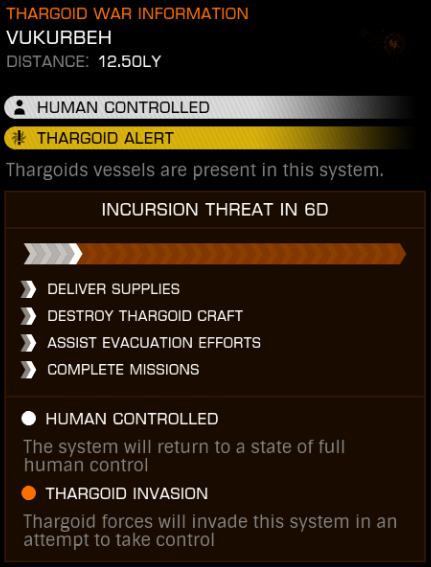 THARGOID WAR INFORMATION
VUKURBEH
DISTANCE: 12.50LY
HUMAN CONTROLLED
THARGOID ALERT
Thargoids vessels are present in this system.
INCURSION THREAT IN 6D
DELIVER SUPPLIES
DESTROY THARGOID CRAFT
ASSIST EVACUATION EFFORTS
COMPLETE MISSIONS
HUMAN CONTROLLED
The system will return to a state of full
human control
THARGOID INVASION
Thargoid forces will invade this system in an
attempt to take control